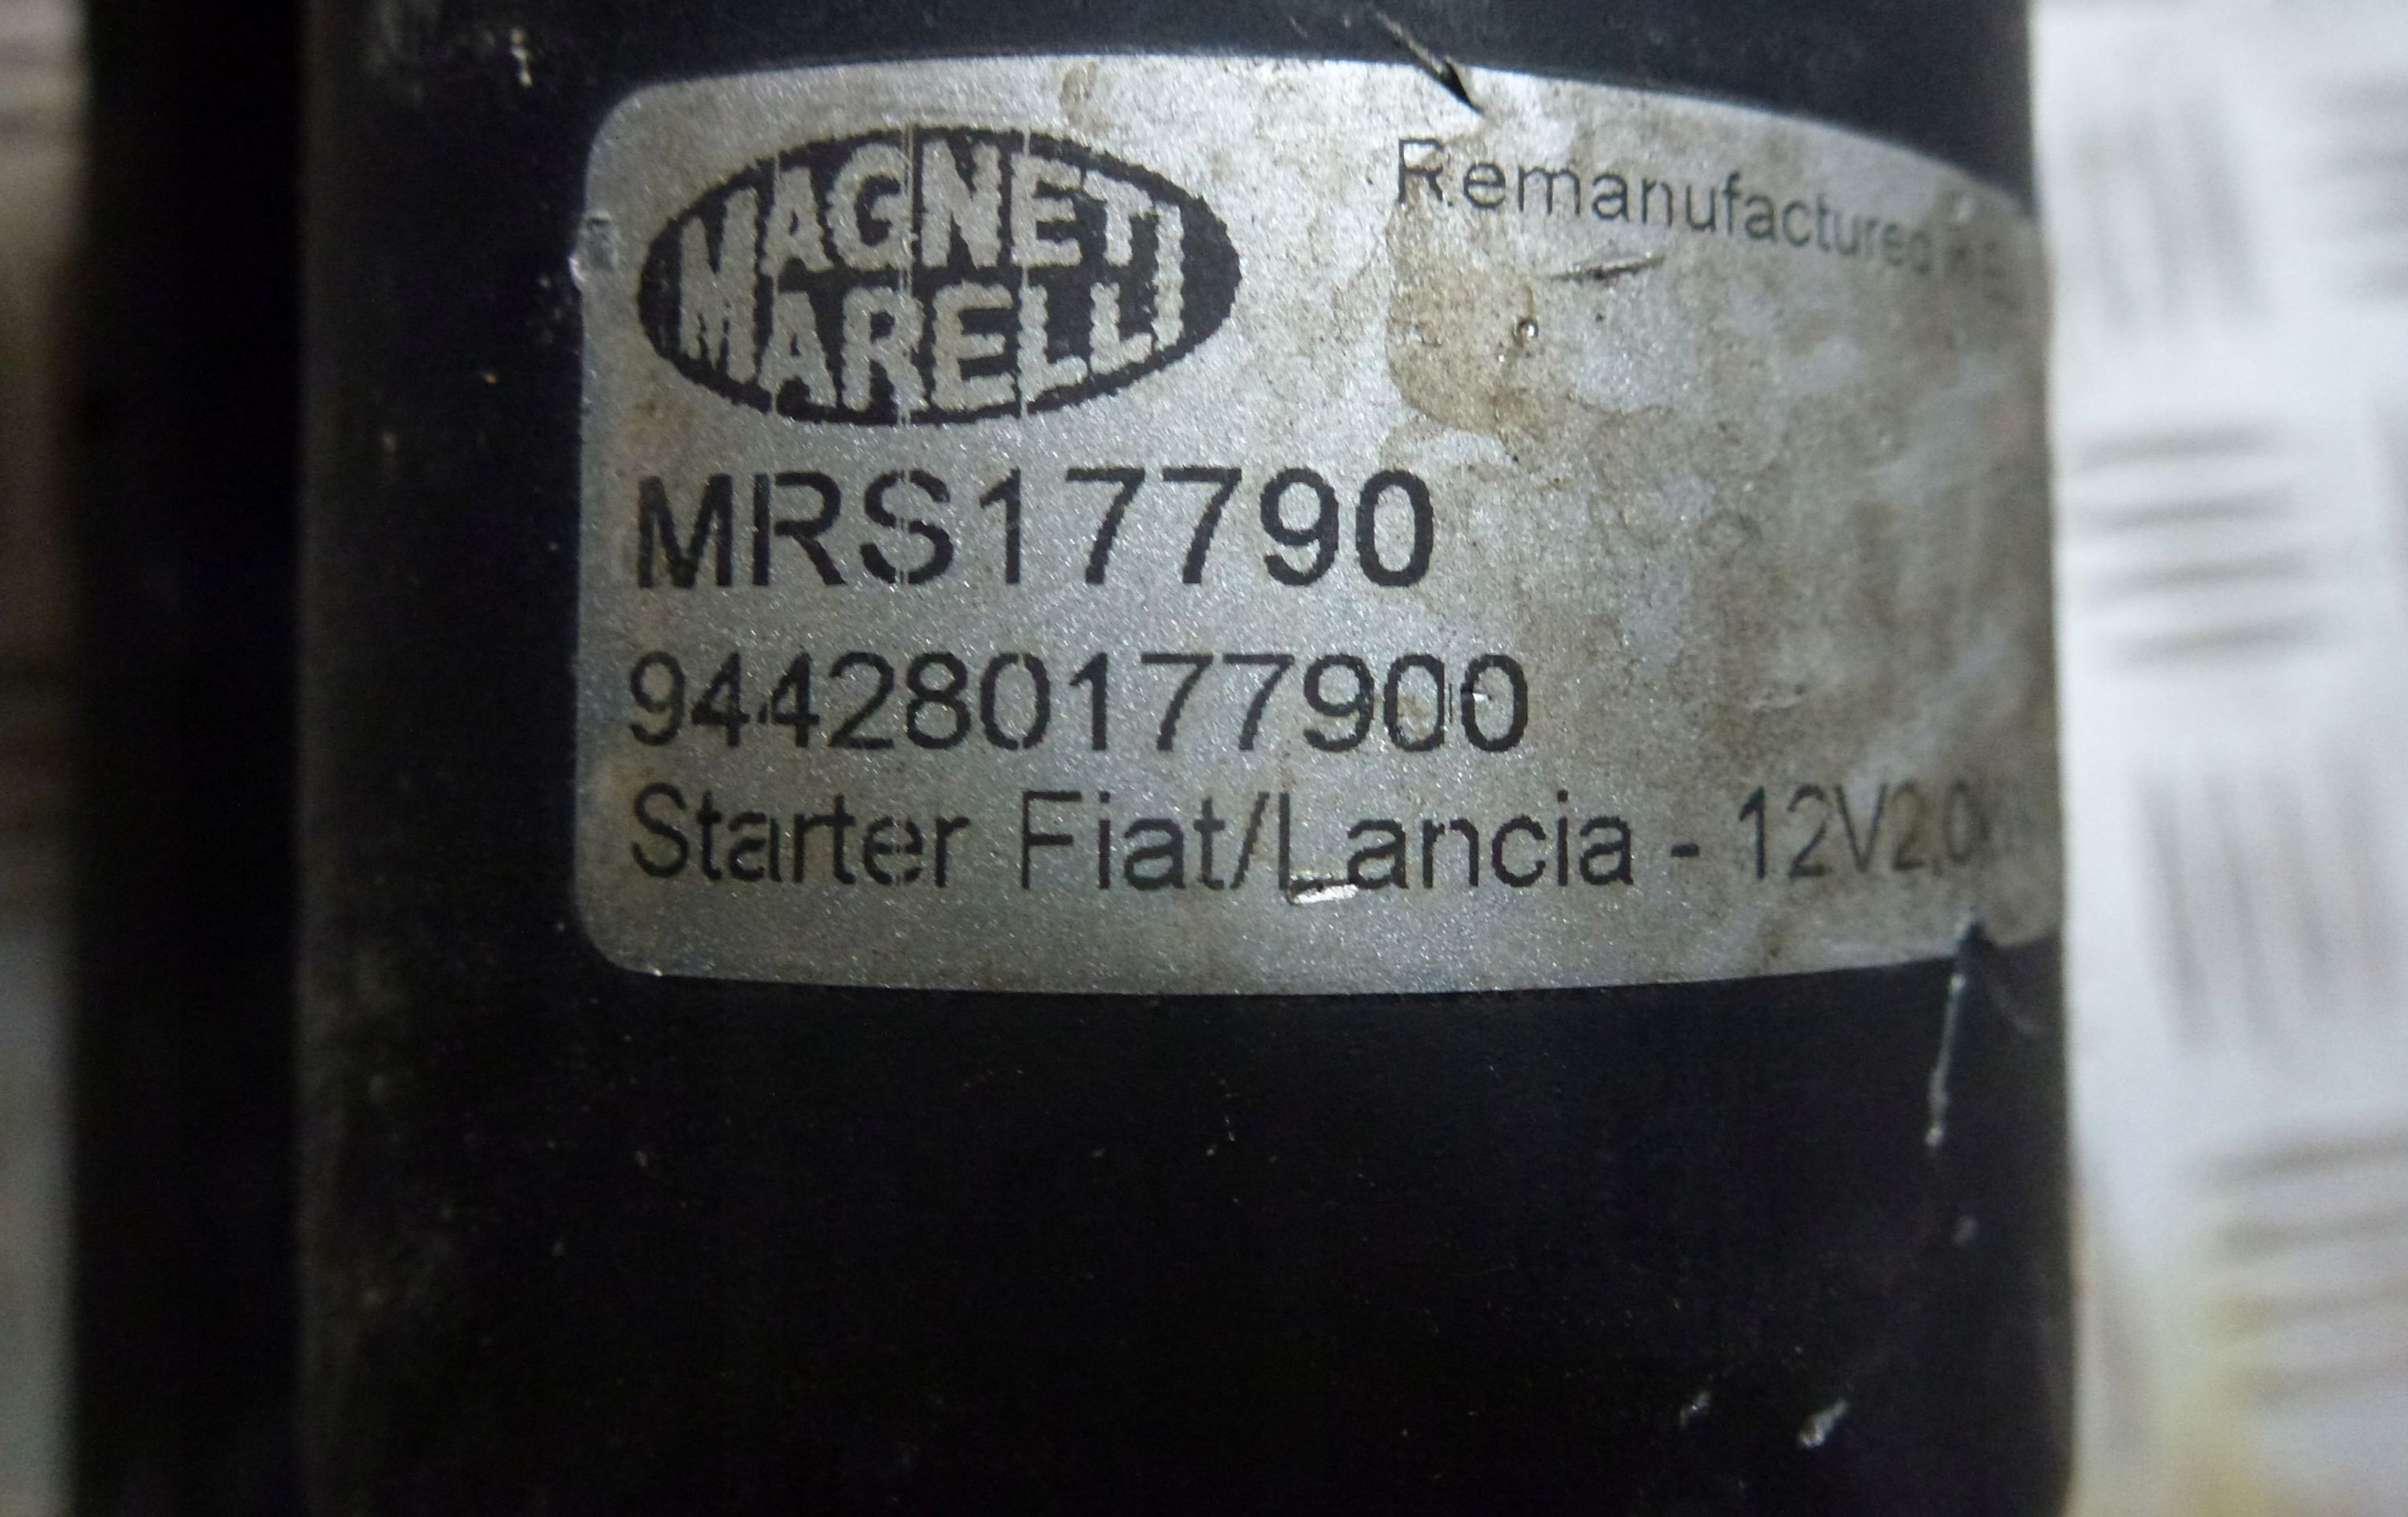 MAGNETI
MARELLI
Remanufactured
MRS17790
944280177900
Starter Fiat/Lancia - 12V2,0